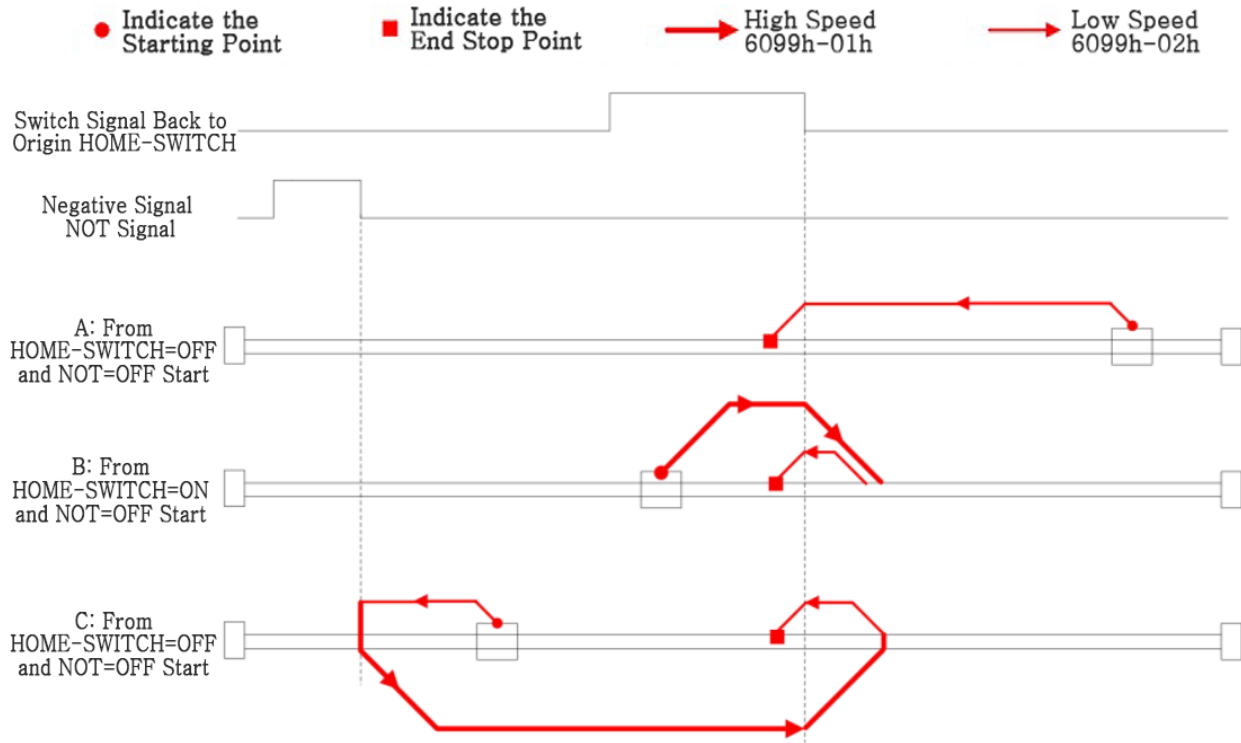 Indicate the
Starting Point
Indicate the
End Stop Point
High Speed
6099h-01h
Low Speed
6099h-02h
Switch Signal Back to
Origin HOME-SWITCH
Negative Signal
NOT Signal
A: From
HOME-SWITCH=OFF
and NOT=OFF Start
B: From
HOME-SWITCH=ON
and NOT=OFF Start
C: From
HOME-SWITCH=OFF
and NOT=OFF Start